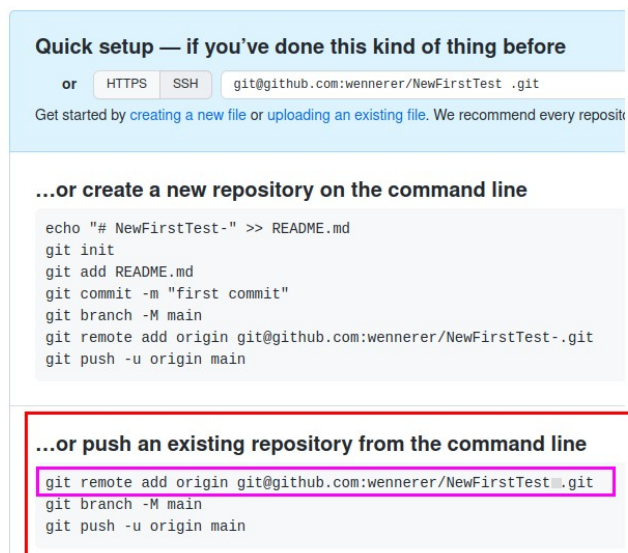 Quick setup — if you’ve done this kind of thing before
or HTTPS SSH git@github.com:wennerer/NewFirstTest .git
Get started by creating a new file or uploading an existing file. We recommend every reposit
…or create a new repository on the command line
echo "# NewFirstTest-" >> README.md
git init
git add README.md
git commit -m "first commit"
git branch -M main
git remote add origin git@github.com:wennerer/NewFirstTest-.git
git push -u origin main
…or push an existing repository from the command line
git remote add origin git@github.com:wennerer/NewFirstTest .git
git branch -M main
git push -u origin main